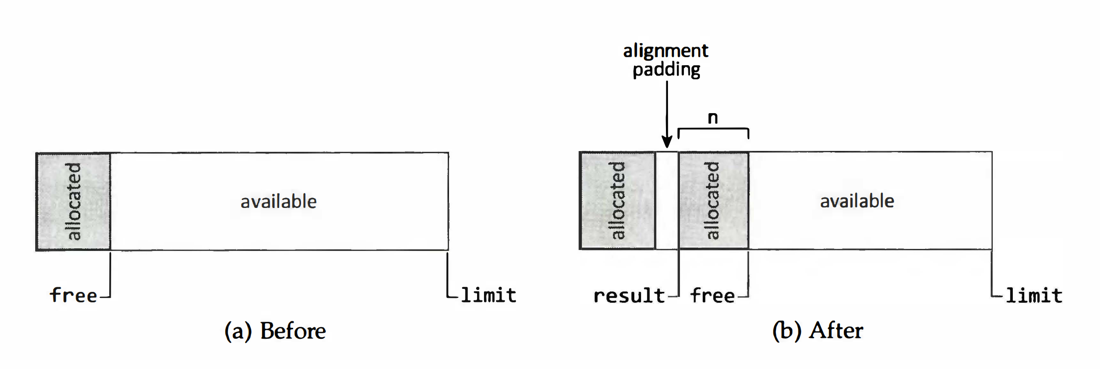 allocated
available
free
limit
(a) Before
alignment
padding
n
allocated
allocated
available
result
free
limit
(b) After